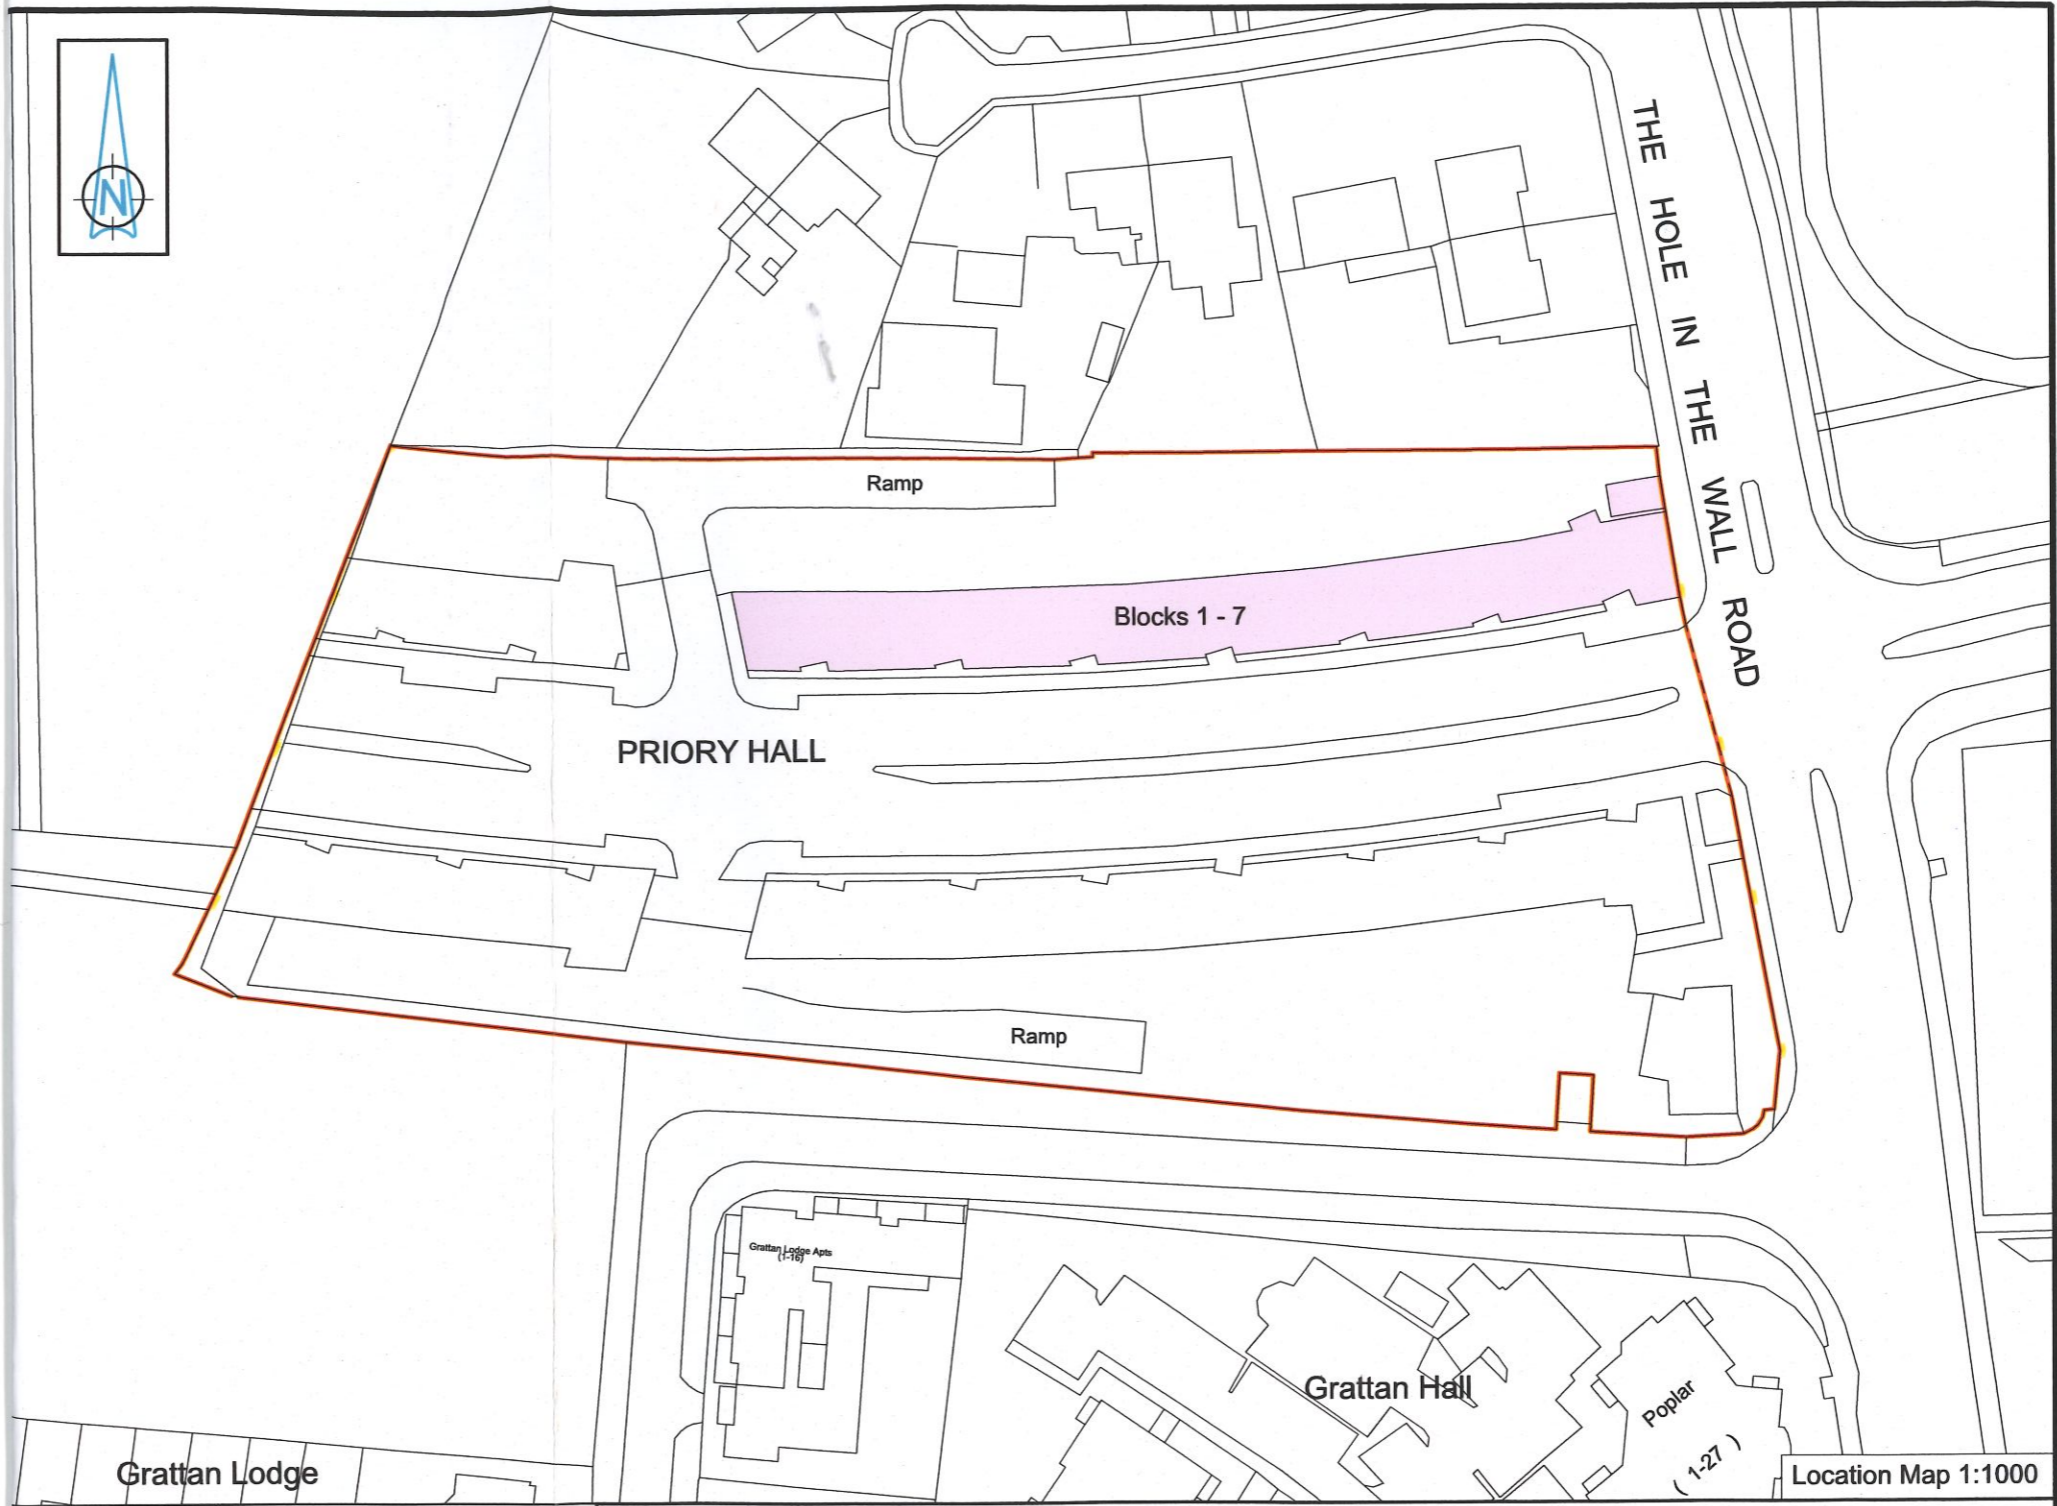 N
THE HOLE IN THE WALL ROAD
Ramp
Blocks 1 - 7
PRIORY HALL
Ramp
Grattan Lodge Apts
(1-16)
Grattan Hall
Poplar
( 1-27 )
Grattan Lodge
Location Map 1:1000